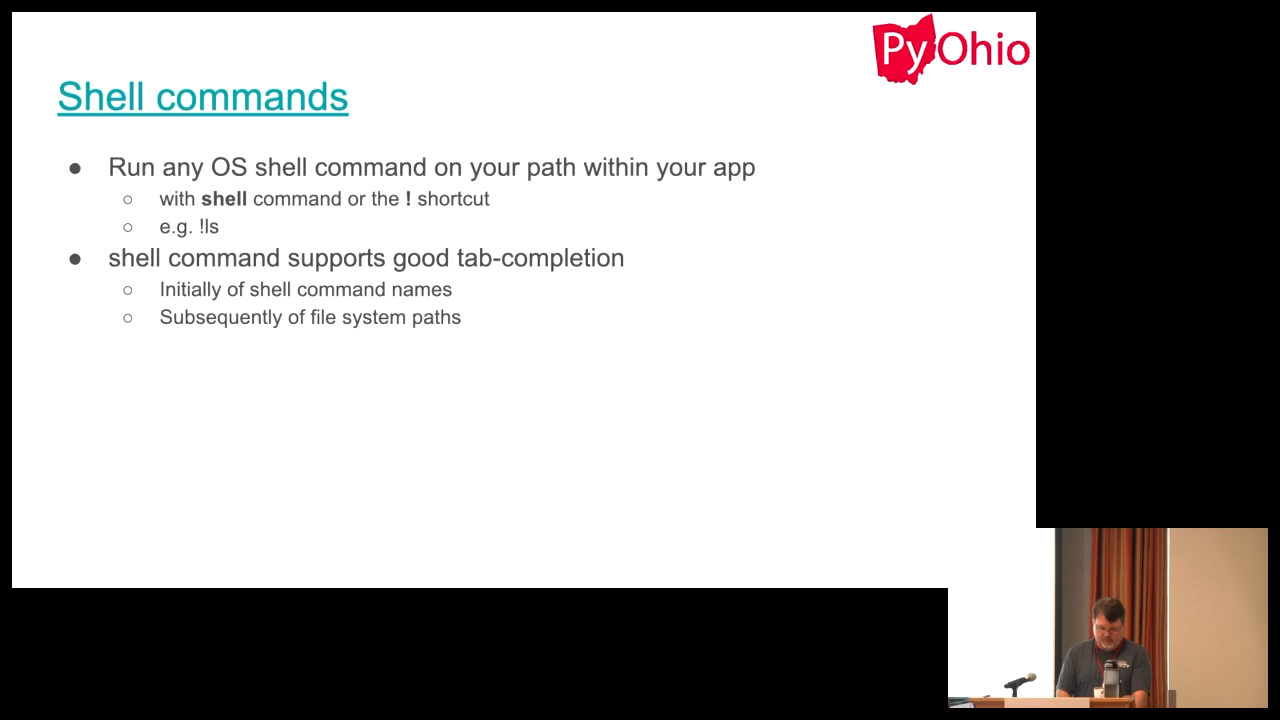 PyOhio
Shell commands
● Run any OS shell command on your path within your app
○ with shell command or the ! shortcut
○ e.g. !ls
● shell command supports good tab-completion
○ Initially of shell command names
○ Subsequently of file system paths